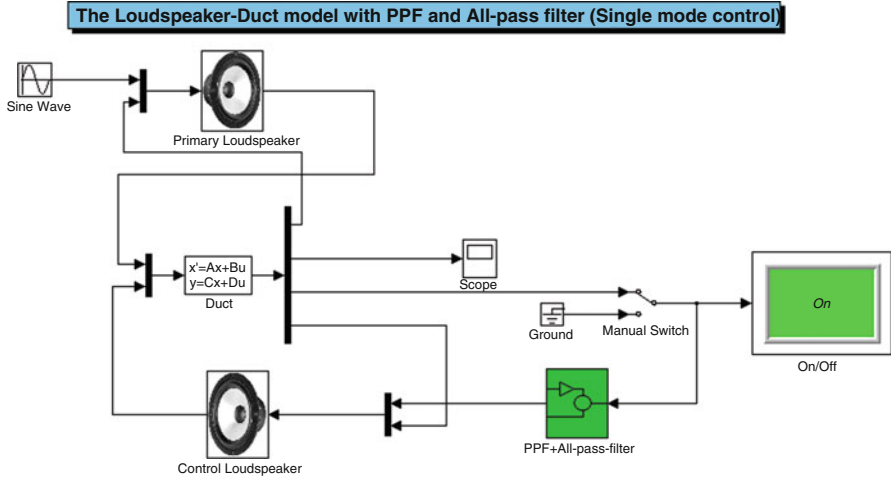 The Loudspeaker-Duct model with PPF and All-pass filter (Single mode control)
Sine Wave
Primary Loudspeaker
x'=Ax+Bu
y=Cx+Du
Duct
Scope
Ground
Manual Switch
On
On/Off
Control Loudspeaker
PPF+All-pass-filter